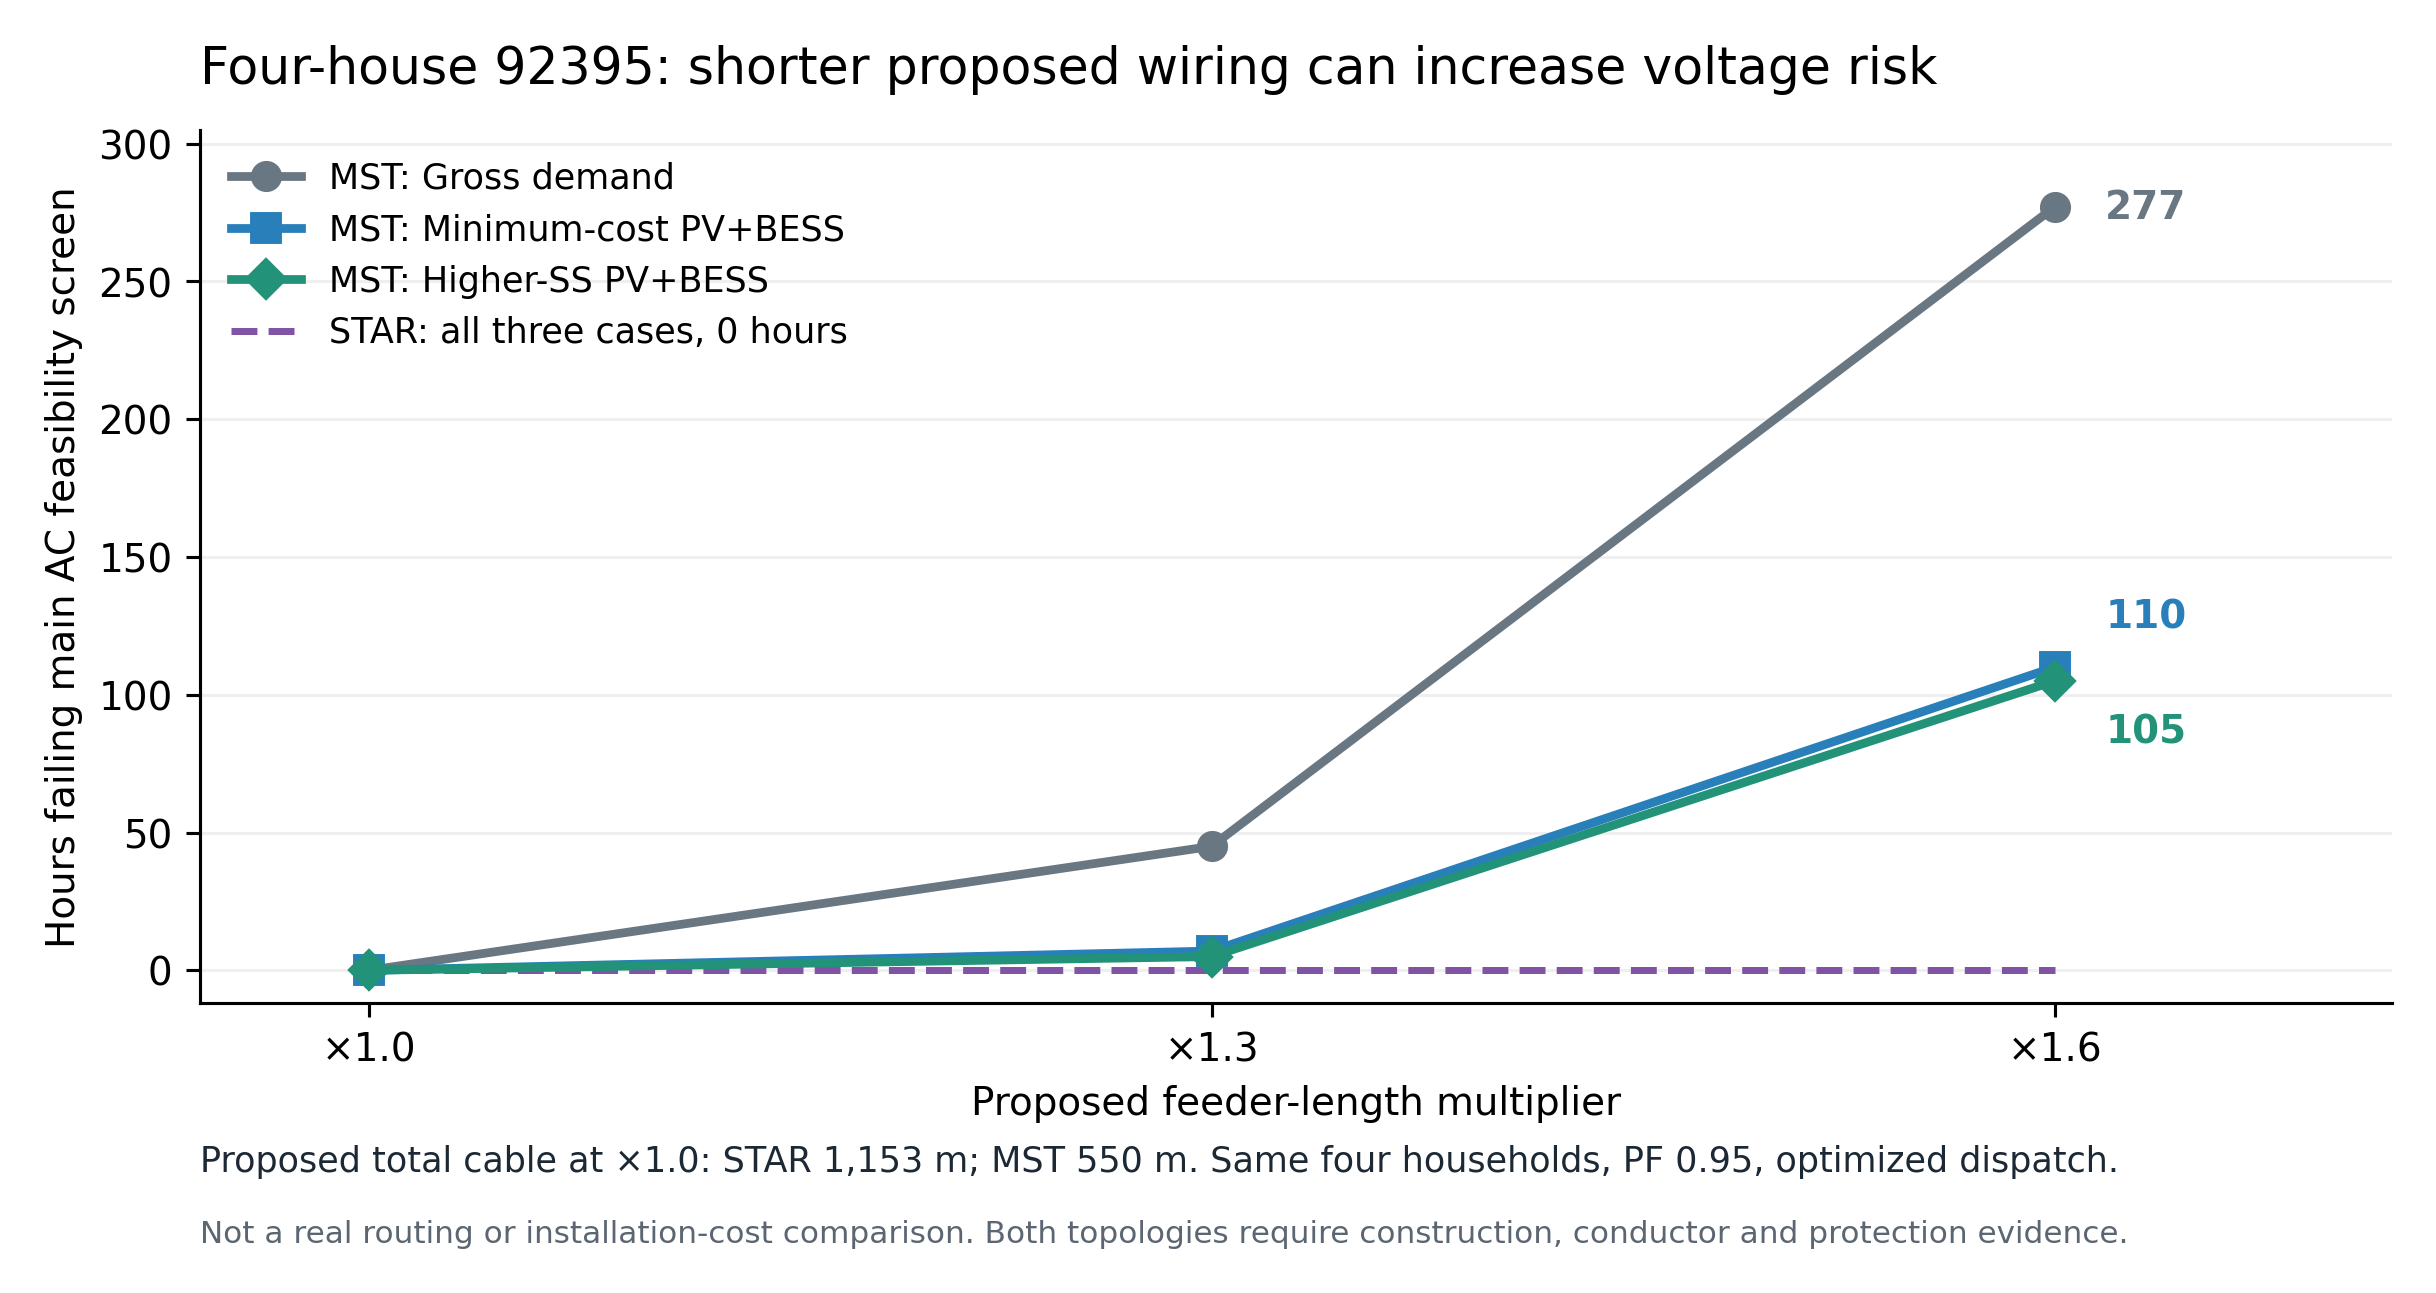 Four-house 92395: shorter proposed wiring can increase voltage risk
Hours failing main AC feasibility screen
300
250
200
150
100
50
0
MST: Gross demand
MST: Minimum-cost PV+BESS
MST: Higher-SS PV+BESS
STAR: all three cases, 0 hours
277
110
105
×1.0
×1.3
×1.6
Proposed feeder-length multiplier
Proposed total cable at ×1.0: STAR 1,153 m; MST 550 m. Same four households, PF 0.95, optimized dispatch.
Not a real routing or installation-cost comparison. Both topologies require construction, conductor and protection evidence.